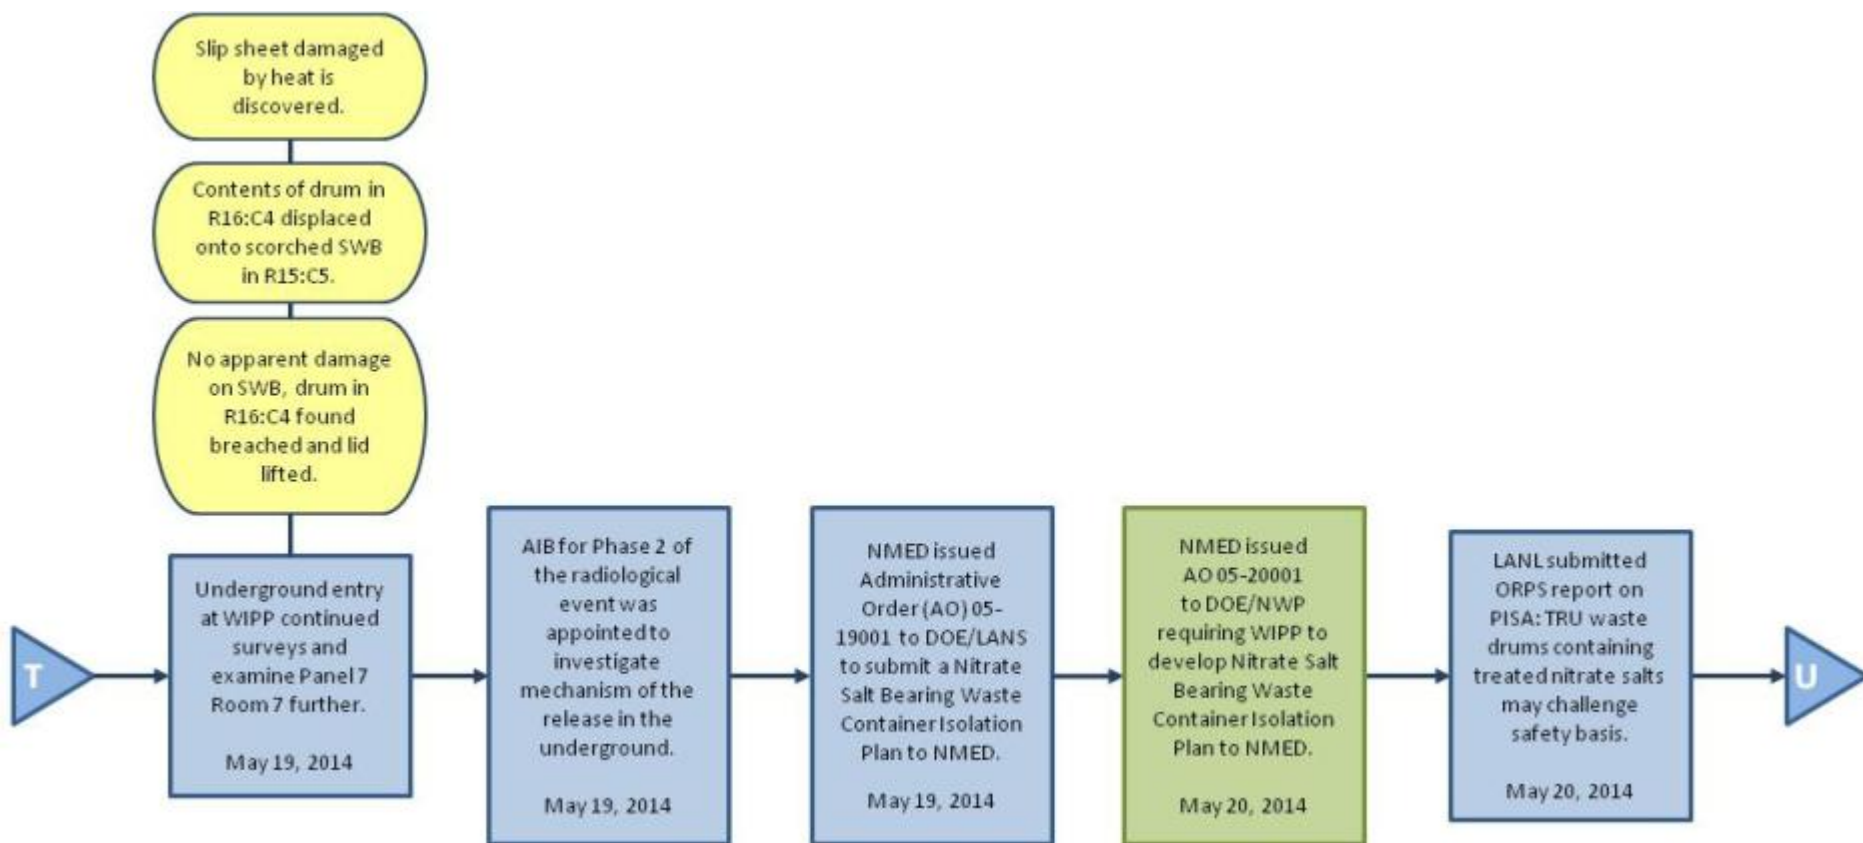 Slip sheet damaged
by heat is
discovered.
Contents of drum in
R16:C4 displaced
onto scorched SWB
in R15:C5.
No apparent damage
on SWB, drum in
R16:C4 found
breached and lid
lifted.
T
Underground entry
at WIPP continued
surveys and
examine Panel 7
Room 7 further.
May 19, 2014
AIB for Phase 2 of
the radiological
event was
appointed to
investigate
mechanism of the
release in the
underground.
May 19, 2014
NMED issued
Administrative
Order (AO) 05-
19001 to DOE/LANS
to submit a Nitrate
Salt Bearing Waste
Container Isolation
Plan to NMED.
May 19, 2014
NMED issued
AO 05-20001
to DOE/NWP
requiring WIPP to
develop Nitrate Salt
Bearing Waste
Container Isolation
Plan to NMED.
May 20, 2014
LANL submitted
ORPS report on
PISA: TRU waste
drums containing
treated nitrate salts
may challenge
safety basis.
May 20, 2014
U